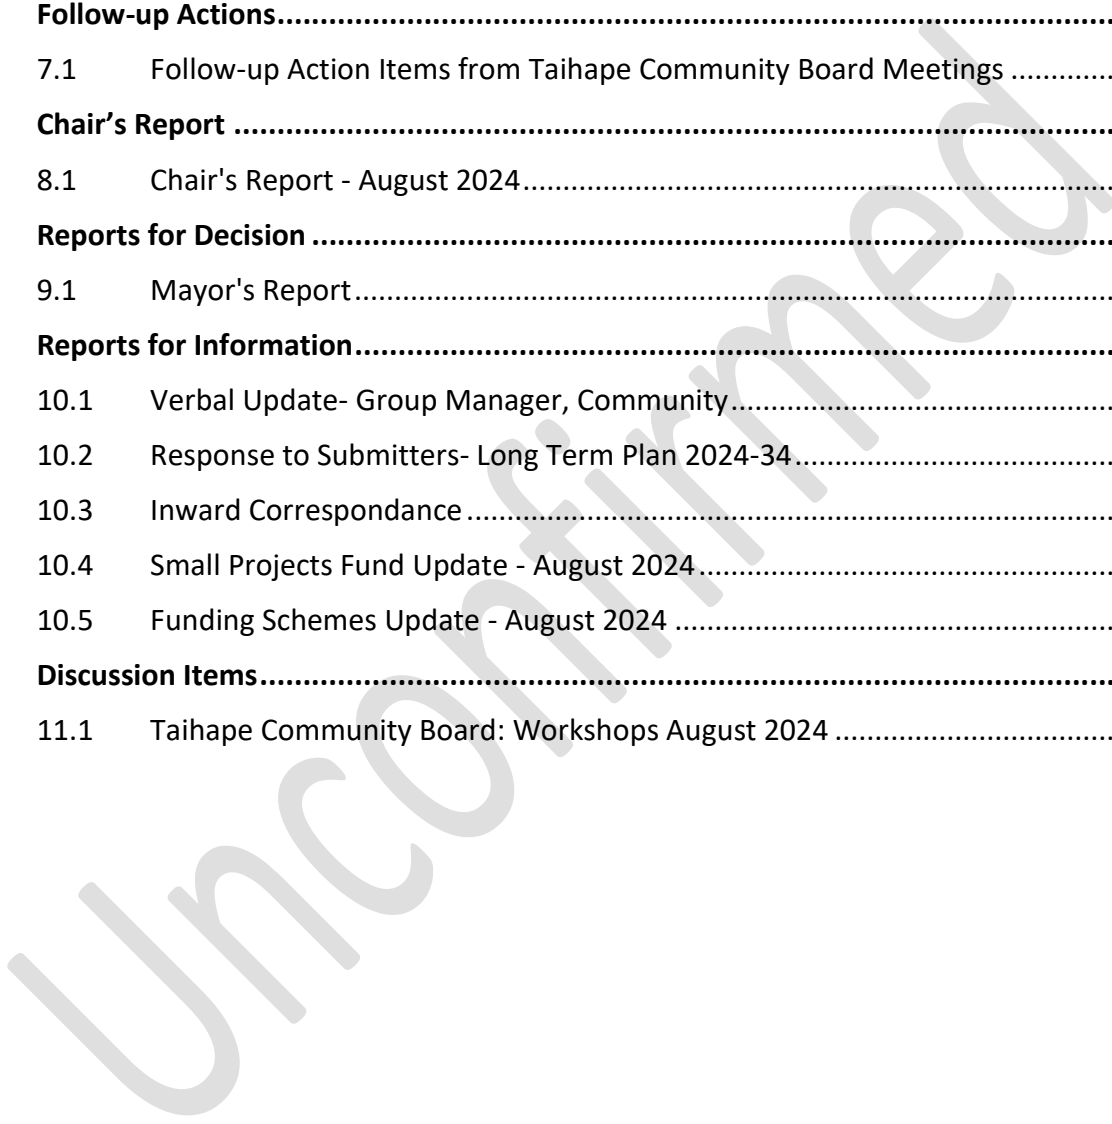 Follow-up Actions..........................................................................................
7.1 Follow-up Action Items from Taihape Community Board Meetings ...............
Chair's Report ..........................................................................................
8.1 Chair's Report - August 2024..........................................................................
Reports for Decision ..........................................................................................
9.1 Mayor's Report..........................................................................................
Reports for Information..........................................................................................
10.1 Verbal Update- Group Manager, Community..................................................
10.2 Response to Submitters- Long Term Plan 2024-34..........................................
10.3 Inward Correspondance..........................................................................
10.4 Small Projects Fund Update - August 2024......................................................
10.5 Funding Schemes Update - August 2024 ........................................................
Discussion Items..........................................................................................
11.1 Taihape Community Board: Workshops August 2024 ....................................
Unconfirmed